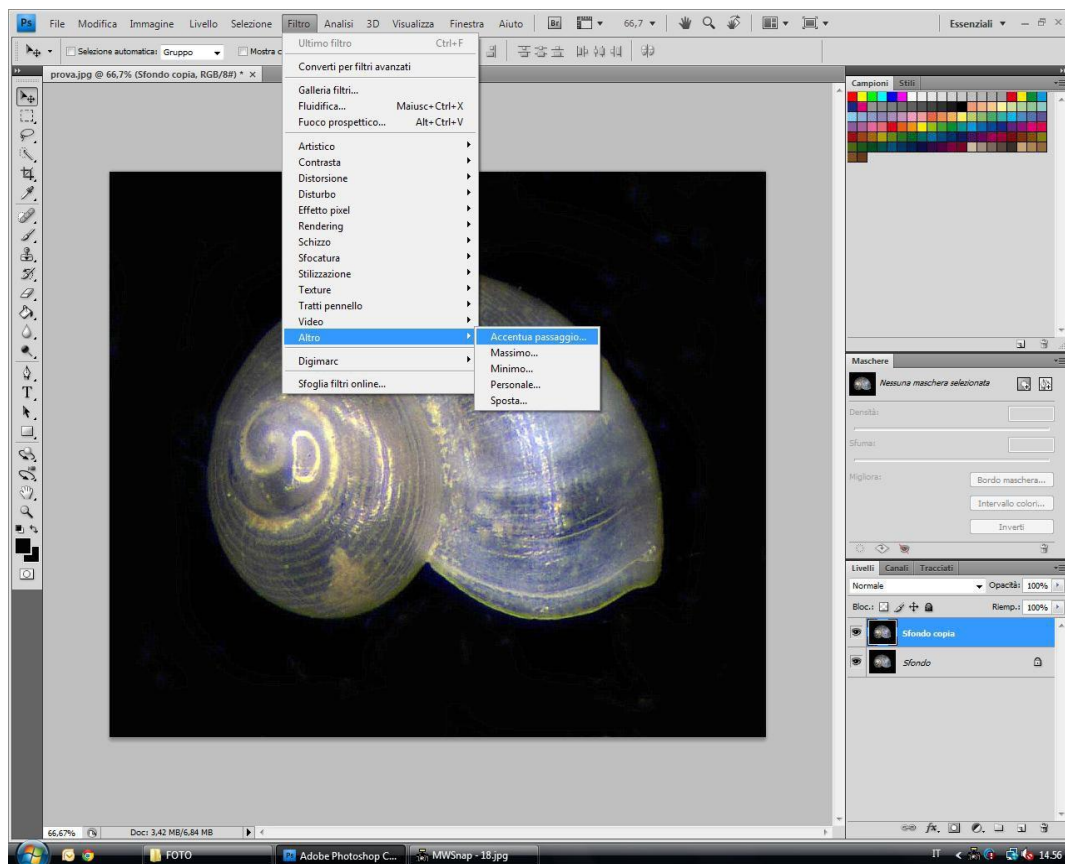 Ps File Modifica Immagine Livello Selezione Filtro Analisi 3D Visualizza Finestra Aiuto Br 66,7 Essenziali
Selezione automatica: Gruppo Mostra c
prova.jpg @ 66,7% (Sfondo copia, RGB/8#) * ×
Ultimo filtro Ctrl+F
Converti per filtri avanzati
Galleria filtri...
Fluidifica... Maiusc+Ctrl+X
Fuoco prospettico... Alt+Ctrl+V
Artistico
Contrasta
Distorsione
Disturbo
Effetto pixel
Rendering
Schizzo
Sfocatura
Stilizzazione
Texture
Tratti pennello
Video
Altro
Digimarc
Sfoglia filtri online...
Accentua passaggio...
Massimo...
Minimo...
Personale...
Sposta...
Campioni Stili
Maschere
Nessuna maschera selezionata
Densità:
Sfuma:
Migliora:
Bordo maschera...
Intervallo colori...
Inverti
Livelli Canali Tracciati
Normale Opacità: 100%
Bloc.: Riemp.: 100%
Sfondo copia
Sfondo
66,67% Doc: 3,42 MB/6,84 MB
FOTO Ps Adobe Photoshop C... MWSnap - 18.jpg IT 14.56